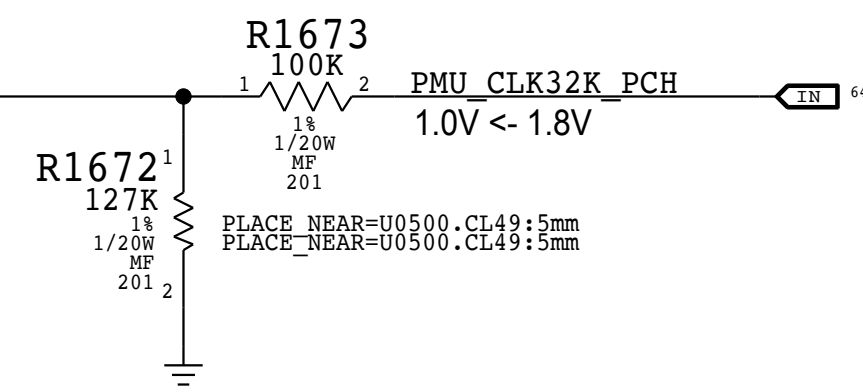 R1673
100K
1
2
PMU_CLK32K_PCH
IN
64
1.0V <- 1.8V
1%
1/20W
MF
201
R1672
1
127K
1%
1/20W
MF
201
2
PLACE_NEAR=U0500.CL49:5mm
PLACE_NEAR=U0500.CL49:5mm